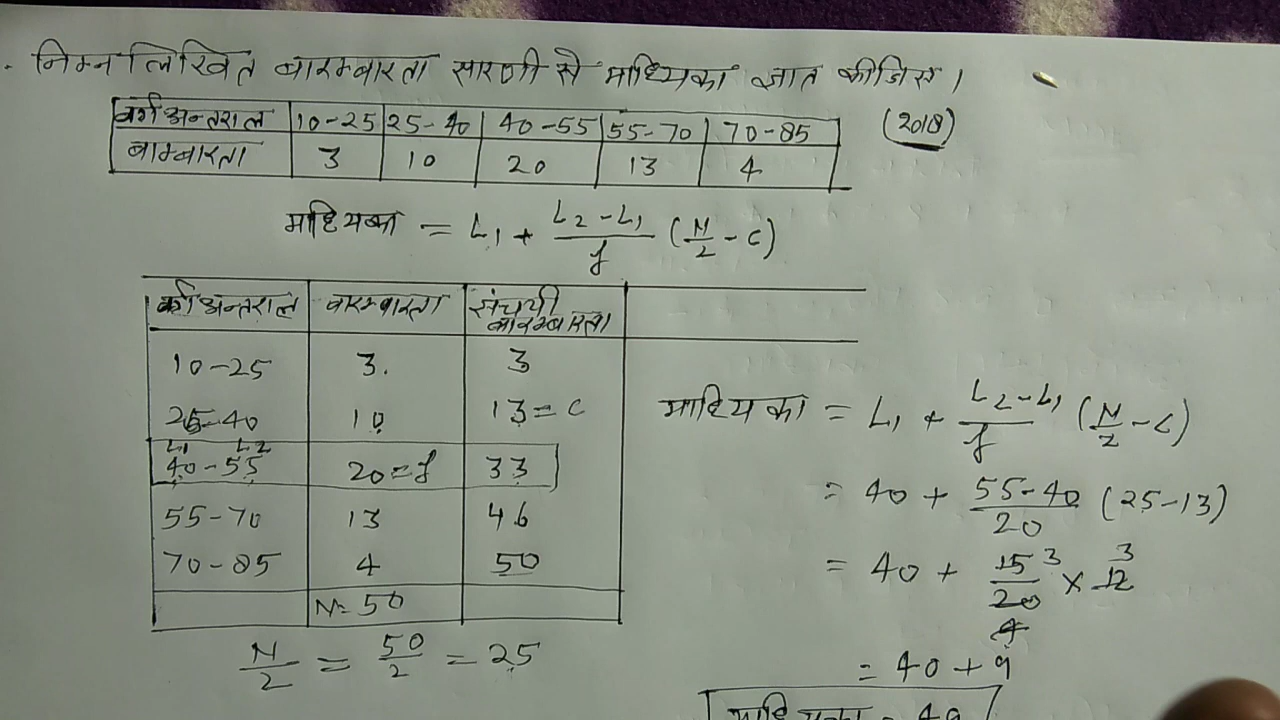 निम्नलिखित बारम्बारता सारणी से माध्यिका ज्ञात कीजिए।
(2018)
वर्ग अन्तराल 10-25 25-40 40-55 55-70 70-85
बाम्बारता 3 10 20 13 4
माध्यिका = L₁ + (L₂-L₁)/f (N/2 - C)
वर्ग अन्तराल बारम्बारता संचयी बारम्बारता
10-25 3. 3
25-40 10 13 = C
L₁ L₂
40-55 20 = f 33
55-70 13 46
70-85 4 50
N= 50
N/2 = 50/2 = 25
माध्यिका = L₁ + (L₂-L₁)/f (N/2 - C)
= 40 + (55-40)/20 (25-13)
= 40 + 15 3/20 4 × 12 3
= 40 + 9
माध्यिका = 49